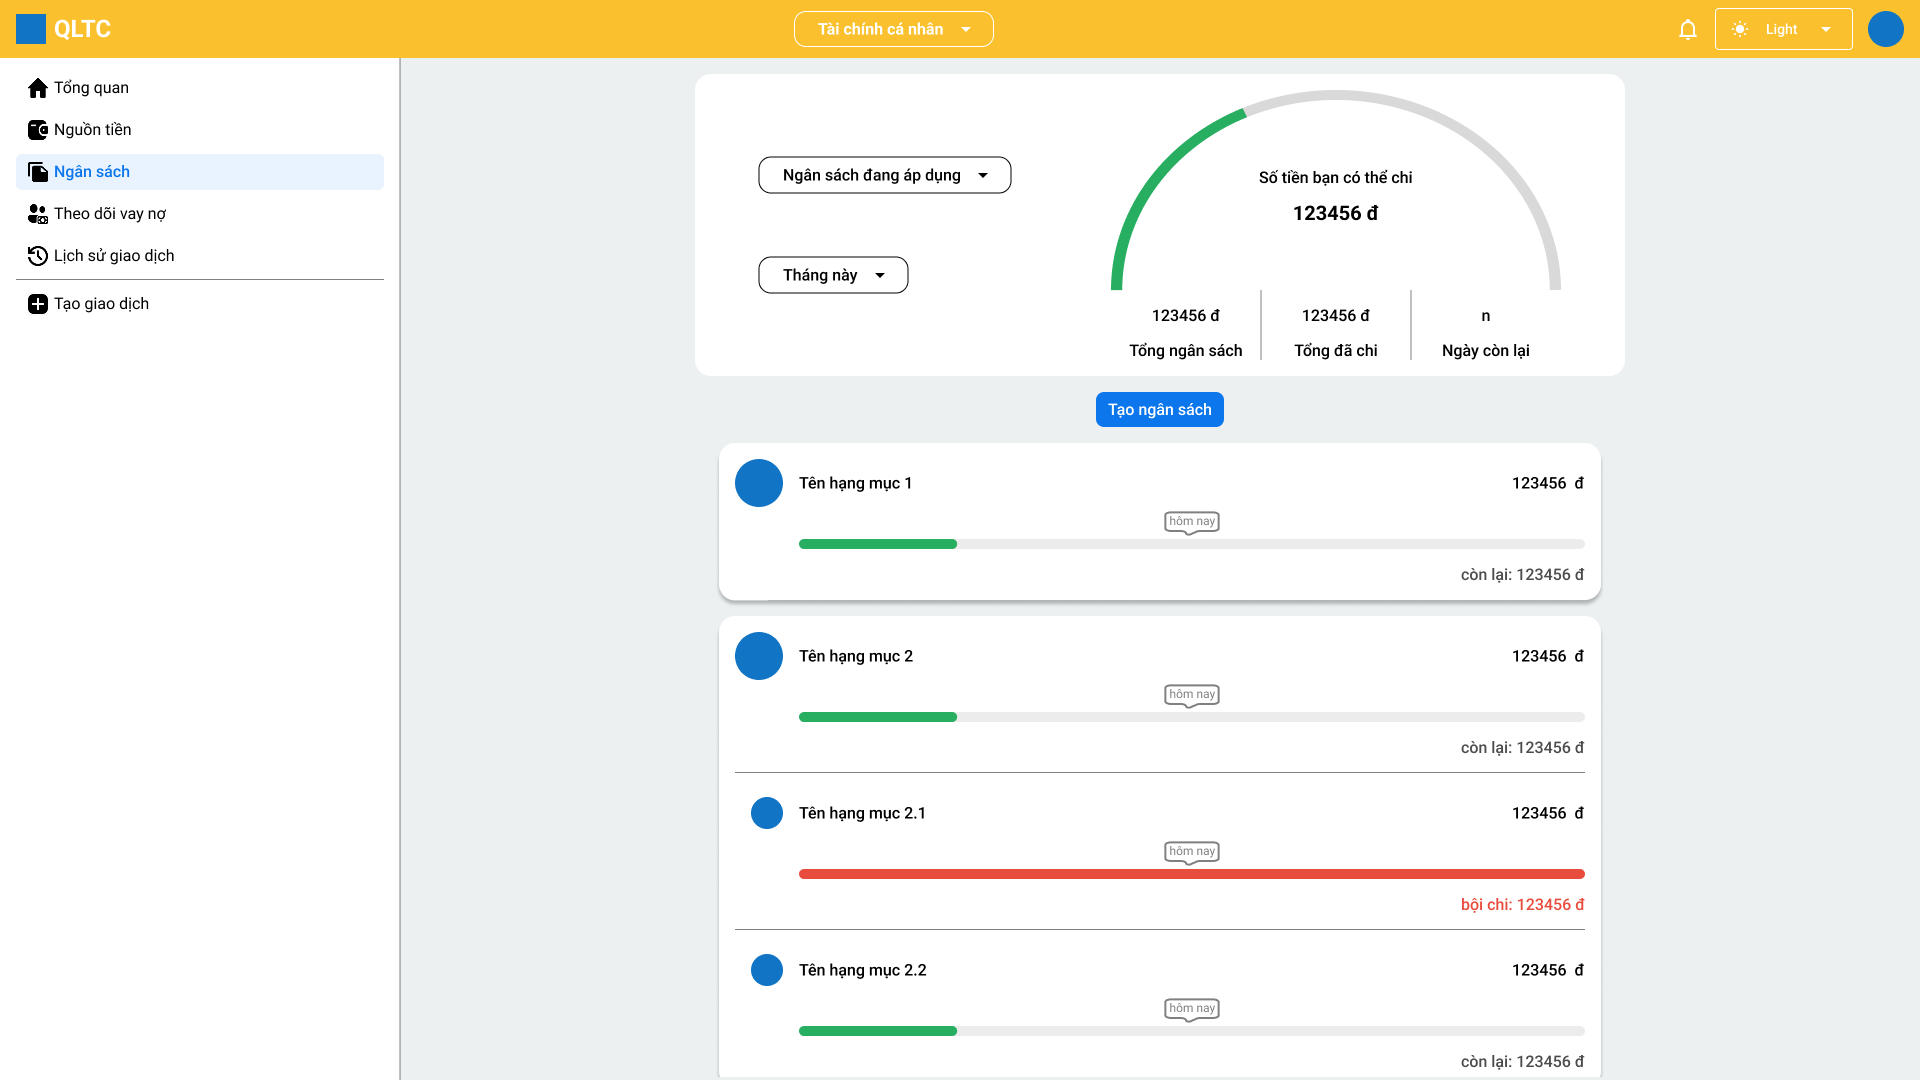 QLTC
Tài chính cá nhân
Light
Tổng quan
Nguồn tiền
Ngân sách
Theo dõi vay nợ
Lịch sử giao dịch
Tạo giao dịch
Ngân sách đang áp dụng
Tháng này
Số tiền bạn có thể chi
123456 đ
123456 đ
Tổng ngân sách
123456 đ
Tổng đã chi
n
Ngày còn lại
Tạo ngân sách
Tên hạng mục 1
123456 đ
hôm nay
còn lại: 123456 đ
Tên hạng mục 2
123456 đ
hôm nay
còn lại: 123456 đ
Tên hạng mục 2.1
123456 đ
hôm nay
bội chi: 123456 đ
Tên hạng mục 2.2
123456 đ
hôm nay
còn lại: 123456 đ